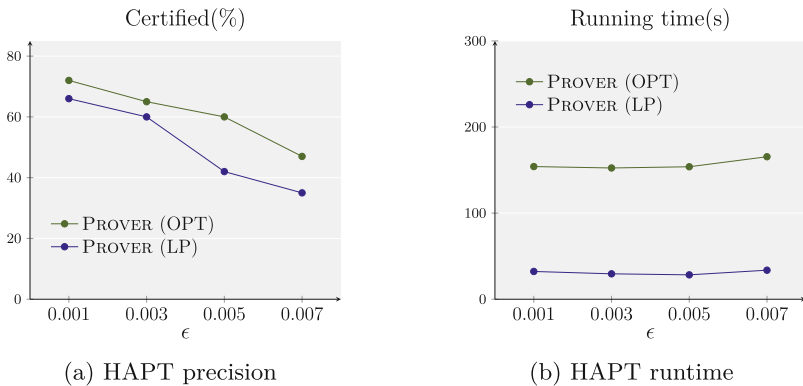 Certified(%)
80
60
40
20
0
PROVER (OPT)
PROVER (LP)
0.001 0.003 0.005 0.007
ϵ
(a) HAPT precision
Running time(s)
300
200
100
0
PROVER (OPT)
PROVER (LP)
0.001 0.003 0.005 0.007
ϵ
(b) HAPT runtime